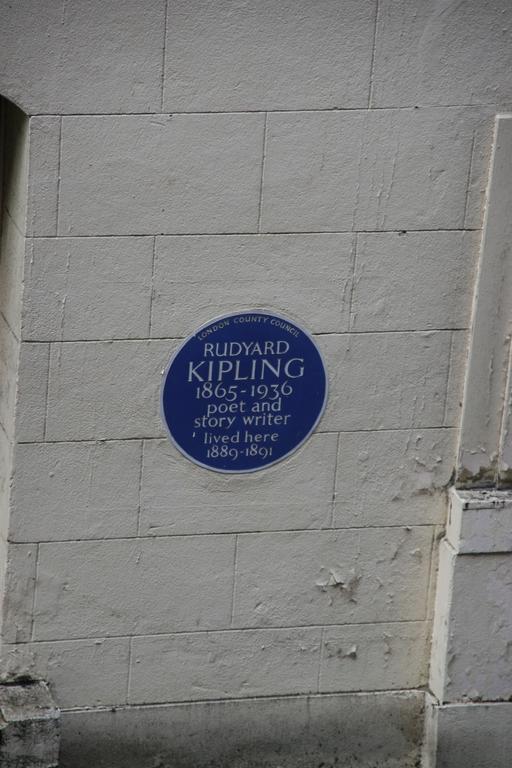 LONDON COUNTY COUNCIL
RUDYARD
KIPLING
1865-1936
poet and
story writer
lived here
1889-1891